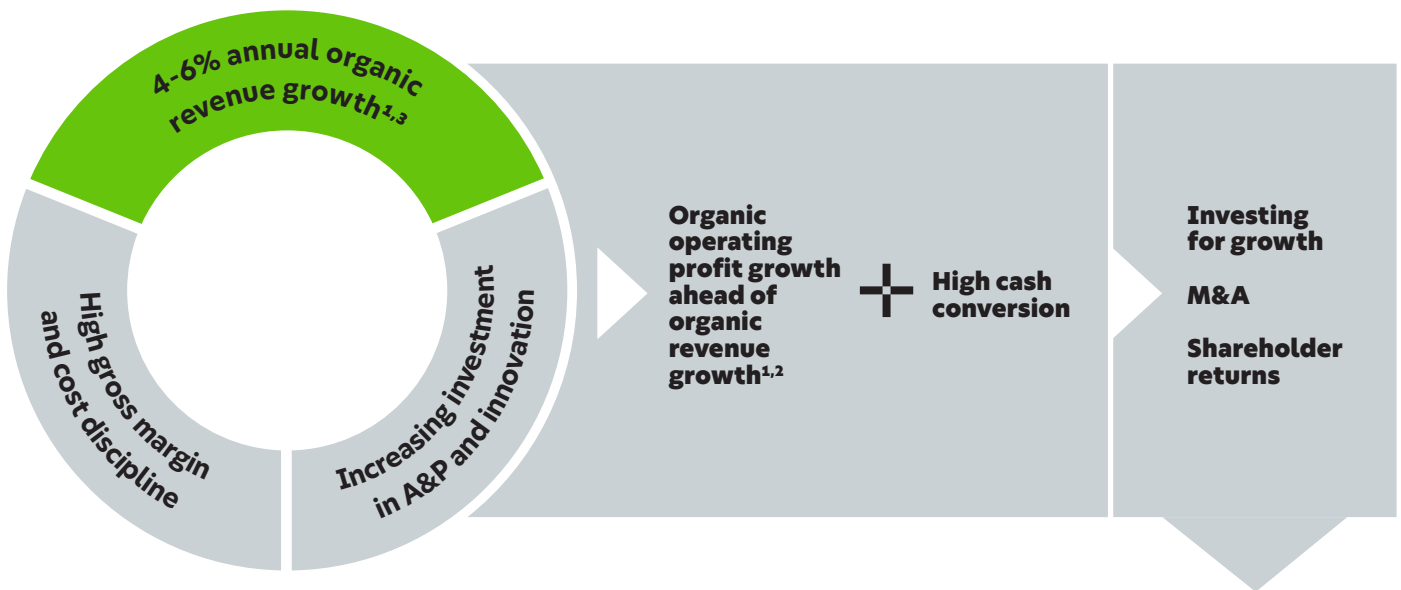 4-6% annual organic
revenue growth¹,³
High gross margin
and cost discipline
Increasing investment
in A&P and innovation
Organic
operating
profit growth
ahead of
organic
revenue
growth¹,²
High cash
conversion
Investing
for growth
M&A
Shareholder
returns